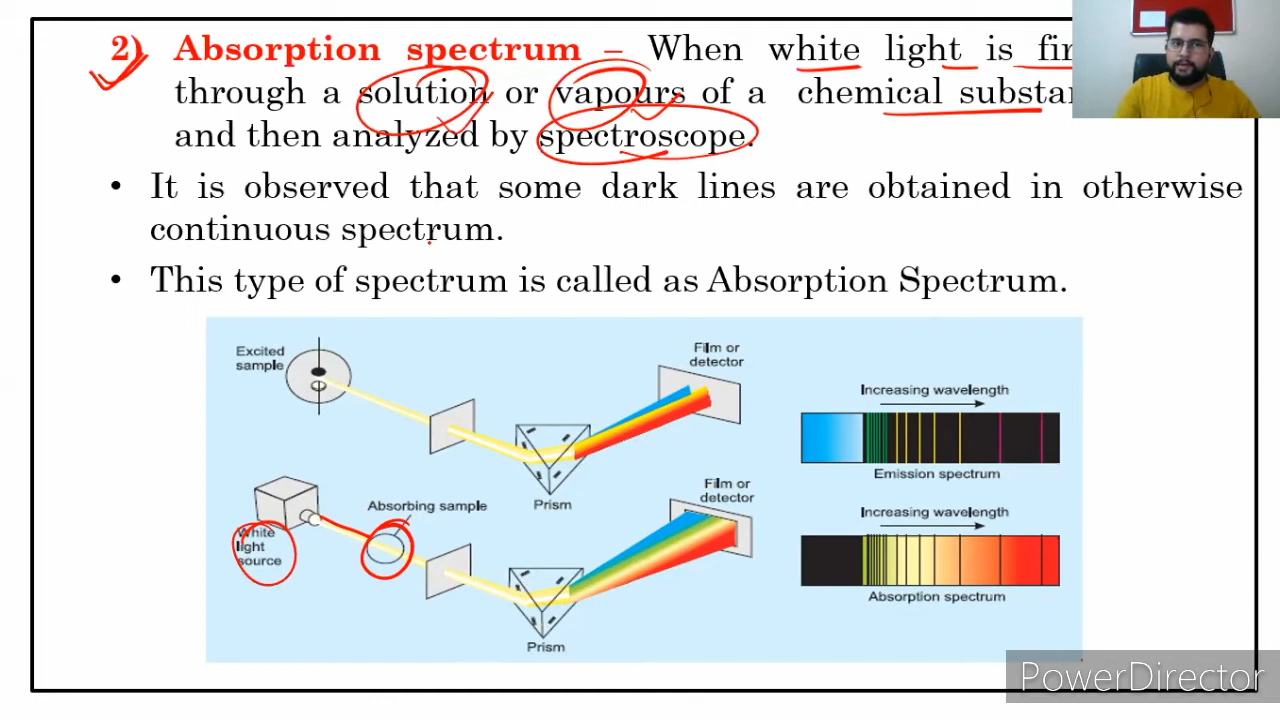 2) Absorption spectrum – When white light is
through a solution or vapours of a chemical
and then analyzed by spectroscope.
• It is observed that some dark lines are obtained in otherwise
continuous spectrum.
• This type of spectrum is called as Absorption Spectrum.
Excited
sample
Film or
detector
Prism
Increasing wavelength
Emission spectrum
White
light
source
Absorbing sample
Film or
detector
Prism
Increasing wavelength
Absorption spectrum
PowerDirector